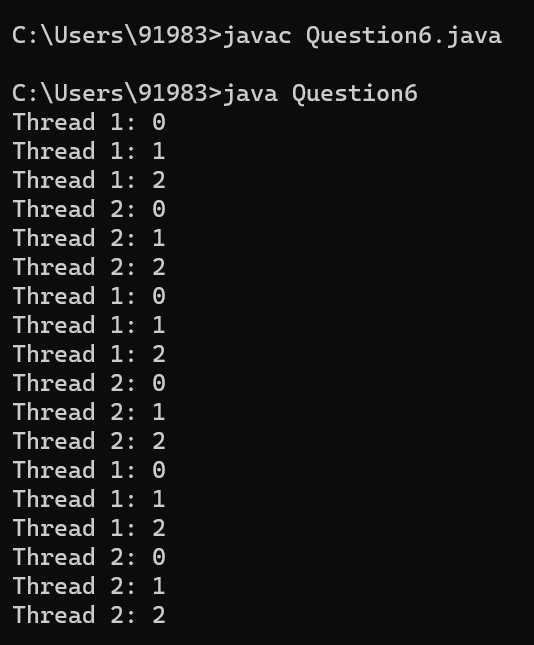 C:\Users\91983>javac Question6.java
C:\Users\91983>java Question6
Thread 1: 0
Thread 1: 1
Thread 1: 2
Thread 2: 0
Thread 2: 1
Thread 2: 2
Thread 1: 0
Thread 1: 1
Thread 1: 2
Thread 2: 0
Thread 2: 1
Thread 2: 2
Thread 1: 0
Thread 1: 1
Thread 1: 2
Thread 2: 0
Thread 2: 1
Thread 2: 2